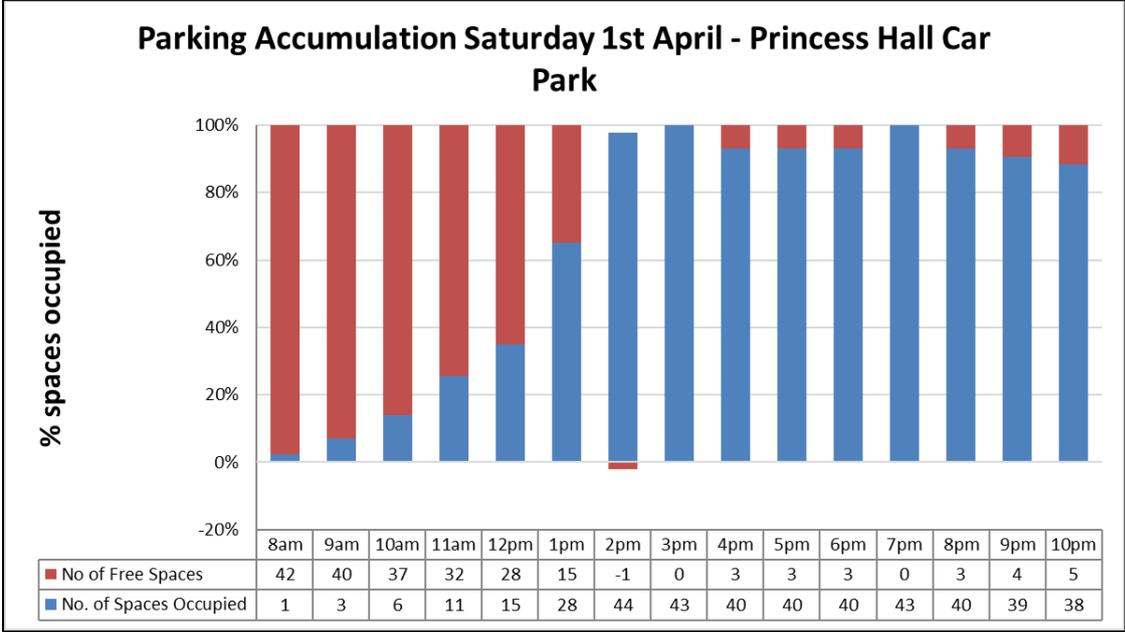 Parking Accumulation Saturday 1st April - Princess Hall Car
Park
% spaces occupied
100%
80%
60%
40%
20%
0%
-20%
8am 9am 10am 11am 12pm 1pm 2pm 3pm 4pm 5pm 6pm 7pm 8pm 9pm 10pm
No of Free Spaces 42 40 37 32 28 15 -1 0 3 3 3 0 3 4 5
No. of Spaces Occupied 1 3 6 11 15 28 44 43 40 40 40 43 40 39 38